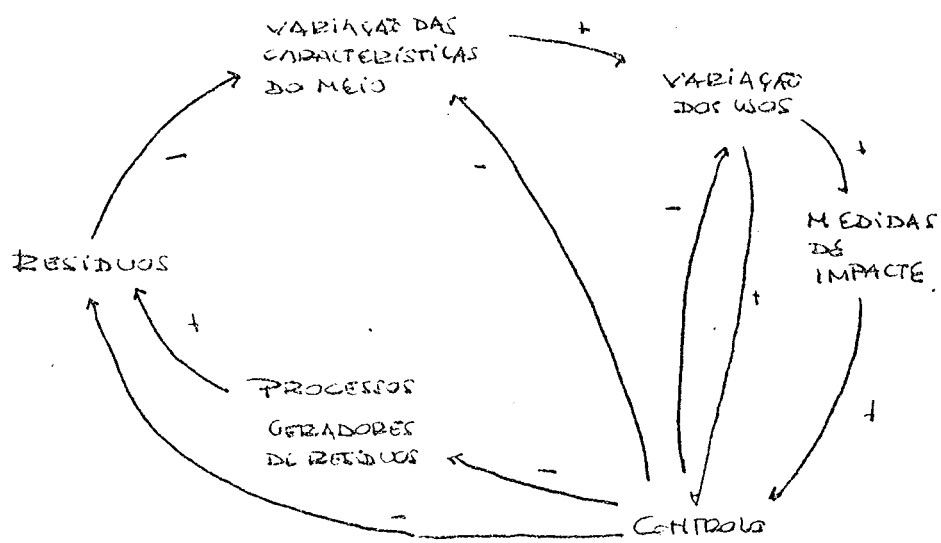 VARIAÇÃO DAS
CARACTERÍSTICAS
DO MEIO
+
VARIAÇÃO
DOS USOS
+
-
-
-
MEDIDAS
DE
IMPACTE.
RESÍDUOS
+
+
PROCESSOS
GERADORES
DE RESÍDUOS
+
-
-
CONTROLO